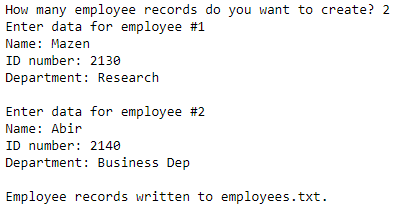 How many employee records do you want to create? 2
Enter data for employee #1
Name: Mazen
ID number: 2130
Department: Research

Enter data for employee #2
Name: Abir
ID number: 2140
Department: Business Dep

Employee records written to employees.txt.